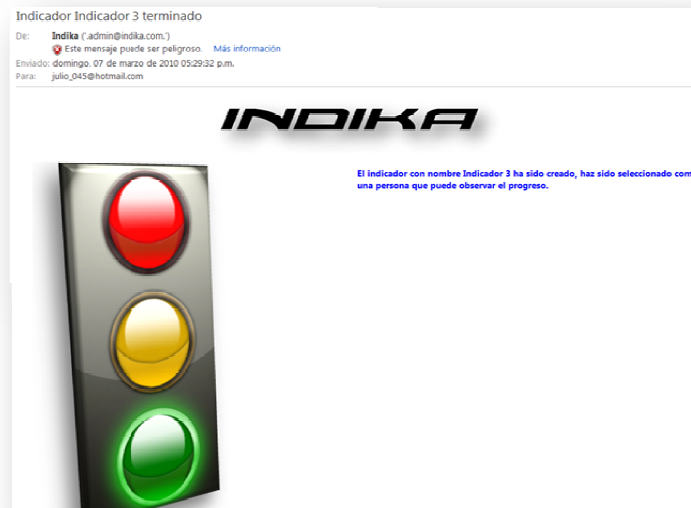 Indicador Indicador 3 terminado
De: Indika ('.admin@indika.com.')
Este mensaje puede ser peligroso. Más información
Enviado: domingo, 07 de marzo de 2010 05:29:32 p.m.
Para: julio_045@hotmail.com
INDIKA
El indicador con nombre Indicador 3 ha sido creado, haz sido seleccionado com
una persona que puede observar el progreso.